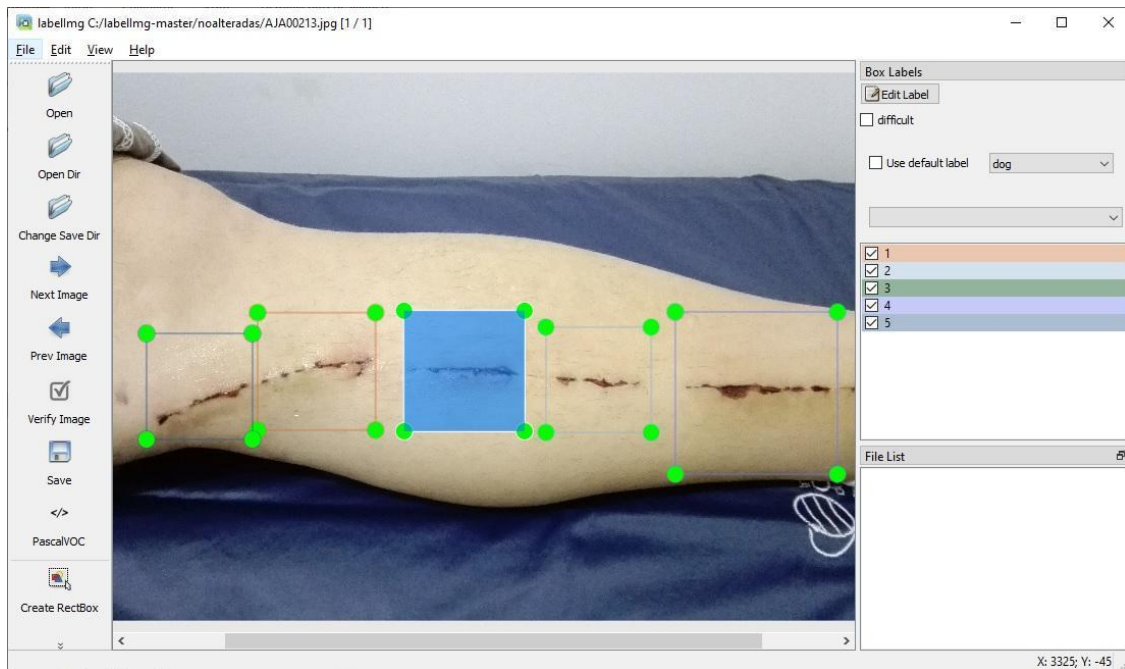 labelImg C:/labelImg-master/noalteradas/AJA00213.jpg [1 / 1]
File Edit View Help
Open
Open Dir
Change Save Dir
Next Image
Prev Image
Verify Image
Save
</>
PascalVOC
Create RectBox
Box Labels
Edit Label
difficult
Use default label dog
1
2
3
4
5
File List
X: 3325; Y: -45